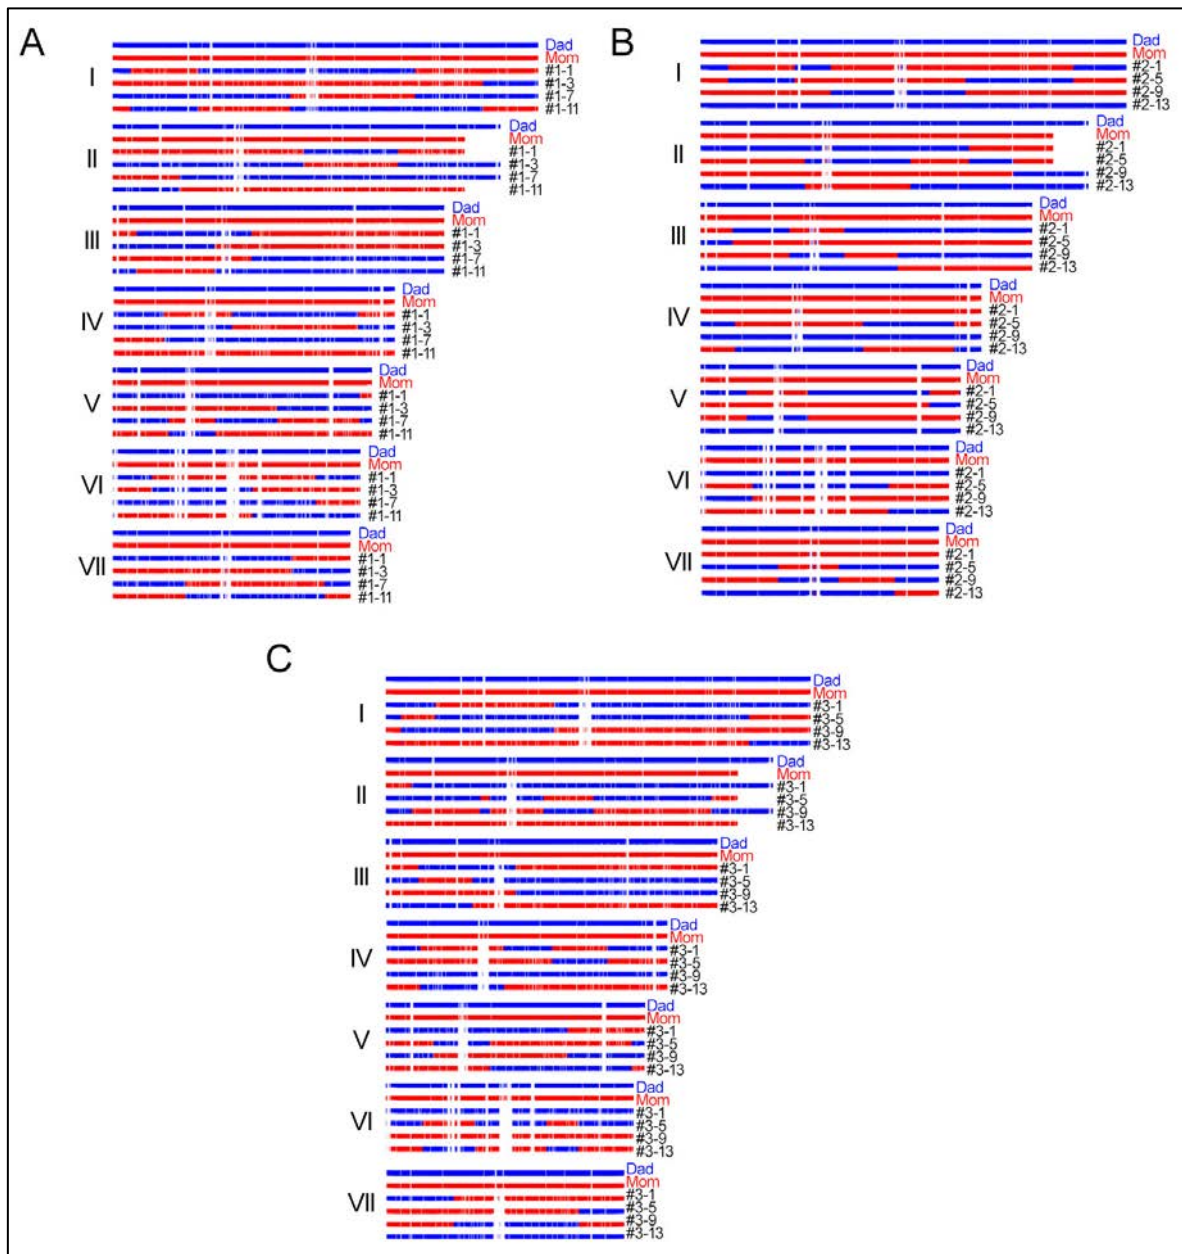 A
I
Dad
Mom
#1-1
#1-3
#1-7
#1-11
II
Dad
Mom
#1-1
#1-3
#1-7
#1-11
III
Dad
Mom
#1-1
#1-3
#1-7
#1-11
IV
Dad
Mom
#1-1
#1-3
#1-7
#1-11
V
Dad
Mom
#1-1
#1-3
#1-7
#1-11
VI
Dad
Mom
#1-1
#1-3
#1-7
#1-11
VII
Dad
Mom
#1-1
#1-3
#1-7
#1-11
B
I
Dad
Mom
#2-1
#2-5
#2-9
#2-13
II
Dad
Mom
#2-1
#2-5
#2-9
#2-13
III
Dad
Mom
#2-1
#2-5
#2-9
#2-13
IV
Dad
Mom
#2-1
#2-5
#2-9
#2-13
V
Dad
Mom
#2-1
#2-5
#2-9
#2-13
VI
Dad
Mom
#2-1
#2-5
#2-9
#2-13
VII
Dad
Mom
#2-1
#2-5
#2-9
#2-13
C
I
Dad
Mom
#3-1
#3-5
#3-9
#3-13
II
Dad
Mom
#3-1
#3-5
#3-9
#3-13
III
Dad
Mom
#3-1
#3-5
#3-9
#3-13
IV
Dad
Mom
#3-1
#3-5
#3-9
#3-13
V
Dad
Mom
#3-1
#3-5
#3-9
#3-13
VI
Dad
Mom
#3-1
#3-5
#3-9
#3-13
VII
Dad
Mom
#3-1
#3-5
#3-9
#3-13